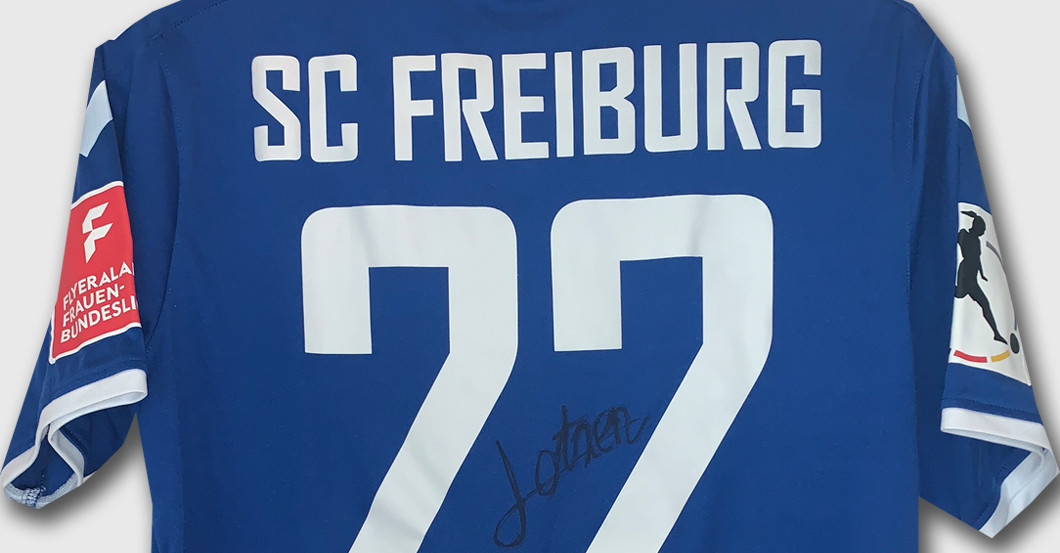 SC FREIBURG
22
FLYERALA
FRAUEN-
BUNDESLI